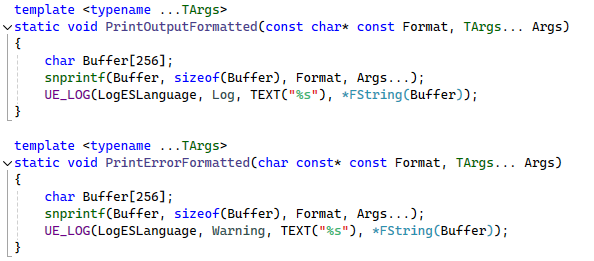 template <typename ...TArgs>
static void PrintOutputFormatted(const char* const Format, TArgs... Args)
{
    char Buffer[256];
    snprintf(Buffer, sizeof(Buffer), Format, Args...);
    UE_LOG(LogESLanguage, Log, TEXT("%s"), *FString(Buffer));
}
template <typename ...TArgs>
static void PrintErrorFormatted(char const* const Format, TArgs... Args)
{
    char Buffer[256];
    snprintf(Buffer, sizeof(Buffer), Format, Args...);
    UE_LOG(LogESLanguage, Warning, TEXT("%s"), *FString(Buffer));
}